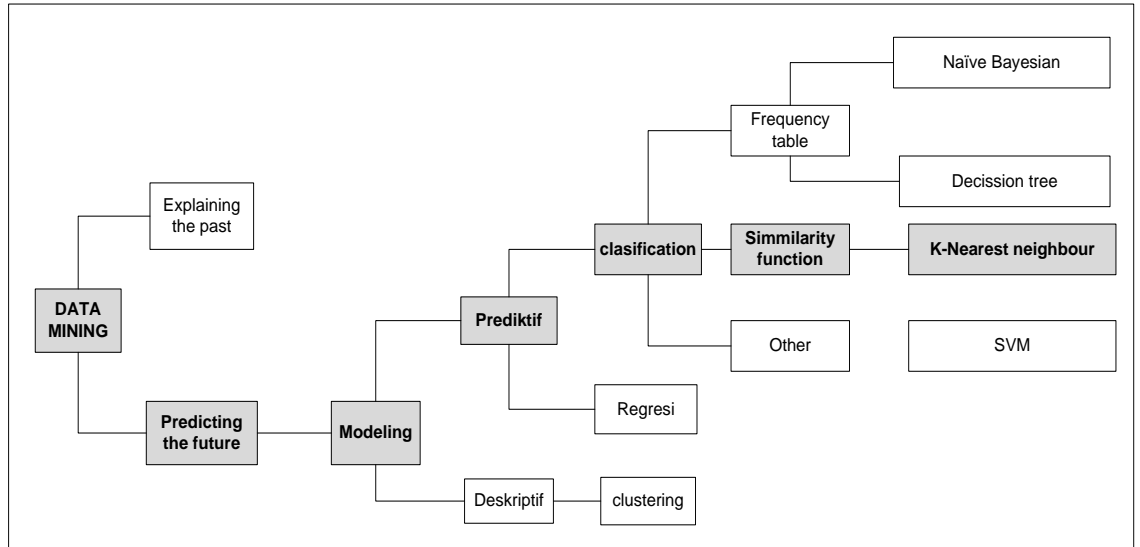 Naïve Bayesian
Frequency
table
Decission tree
Explaining
the past
clasification
Simmilarity
function
K-Nearest neighbour
DATA
MINING
Prediktif
Other
SVM
Regresi
Predicting
the future
Modeling
Deskriptif
clustering